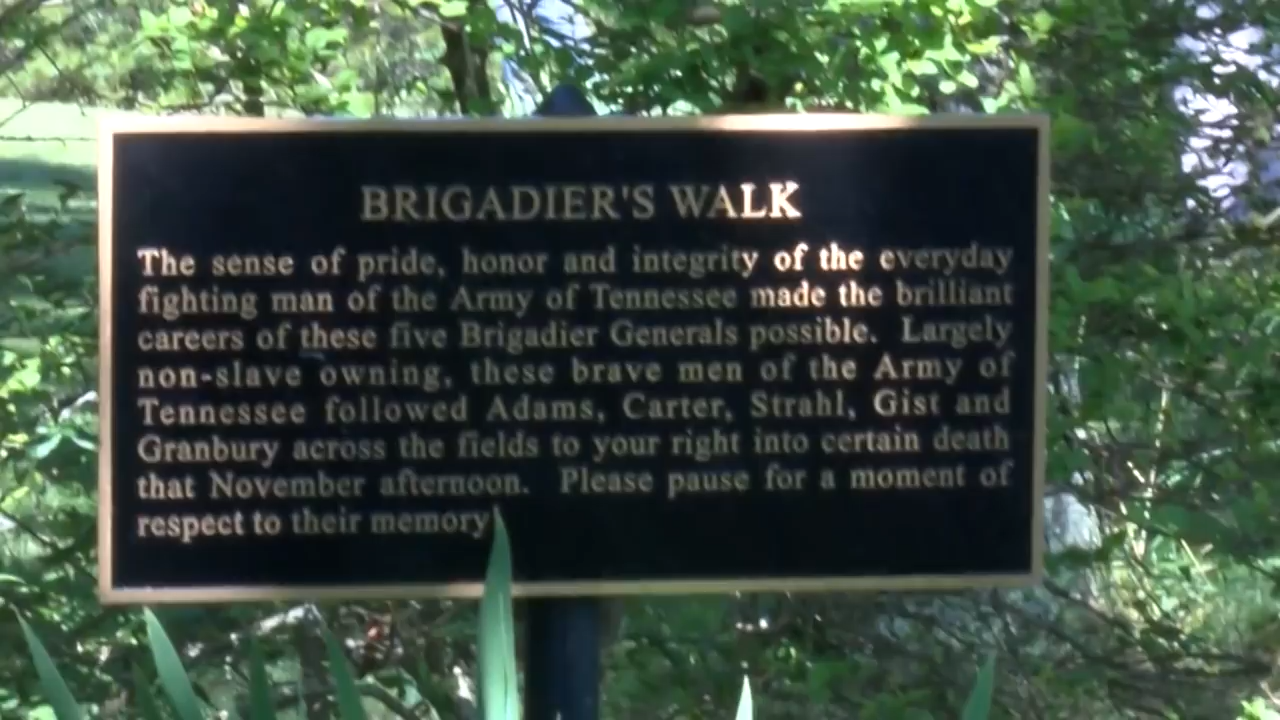 BRIGADIER'S WALK
The sense of pride, honor and integrity of the everyday
fighting man of the Army of Tennessee made the brilliant
careers of these five Brigadier Generals possible. Largely
non-slave owning, these brave men of the Army of
Tennessee followed Adams, Carter, Strahl, Gist and
Granbury across the fields to your right into certain death
that November afternoon. Please pause for a moment of
respect to their memory